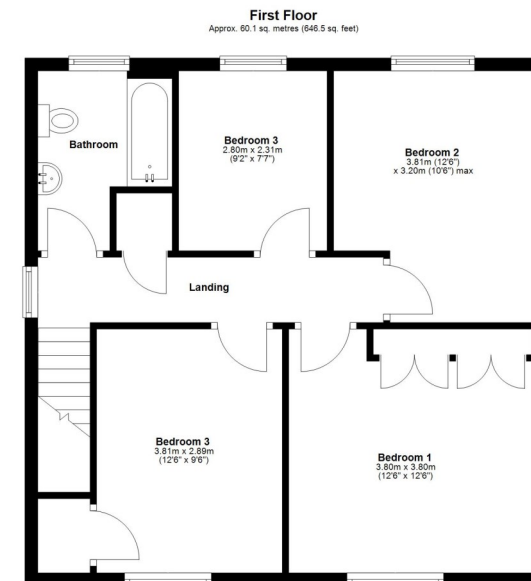 First Floor
Approx. 60.1 sq. metres (646.5 sq. feet)
Bathroom
Bedroom 3
2.80m x 2.31m
(9'2" x 7'7")
Bedroom 2
3.81m (12'6")
x 3.20m (10'6") max
Landing
Bedroom 3
3.81m x 2.89m
(12'6" x 9'6")
Bedroom 1
3.80m x 3.80m
(12'6" x 12'6")